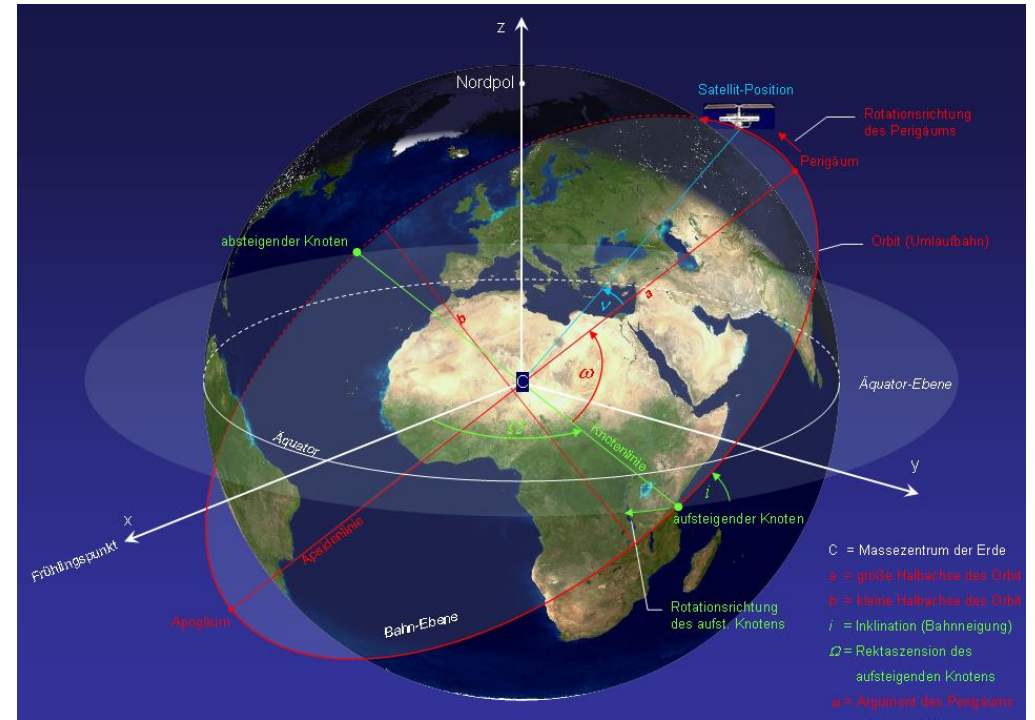 z
Nordpol
Satellit-Position
Rotationsrichtung
des Perigäums
Perigäum
absteigender Knoten
Orbit (Umlaufbahn)
ν
a
b
C
ω
Äquator-Ebene
Äquator
Ω
Knotenlinie
y
i
x
aufsteigender Knoten
Frühlingspunkt
Apsidenlinie
C = Massezentrum der Erde
a = große Halbachse des Orbit
Rotationsrichtung
des aufst. Knotens
b = kleine Halbachse des Orbit
Apogäum
Bahn-Ebene
i = Inklination (Bahnneigung)
Ω = Rektaszension des
aufsteigenden Knotens
ω = Argument des Perigäums